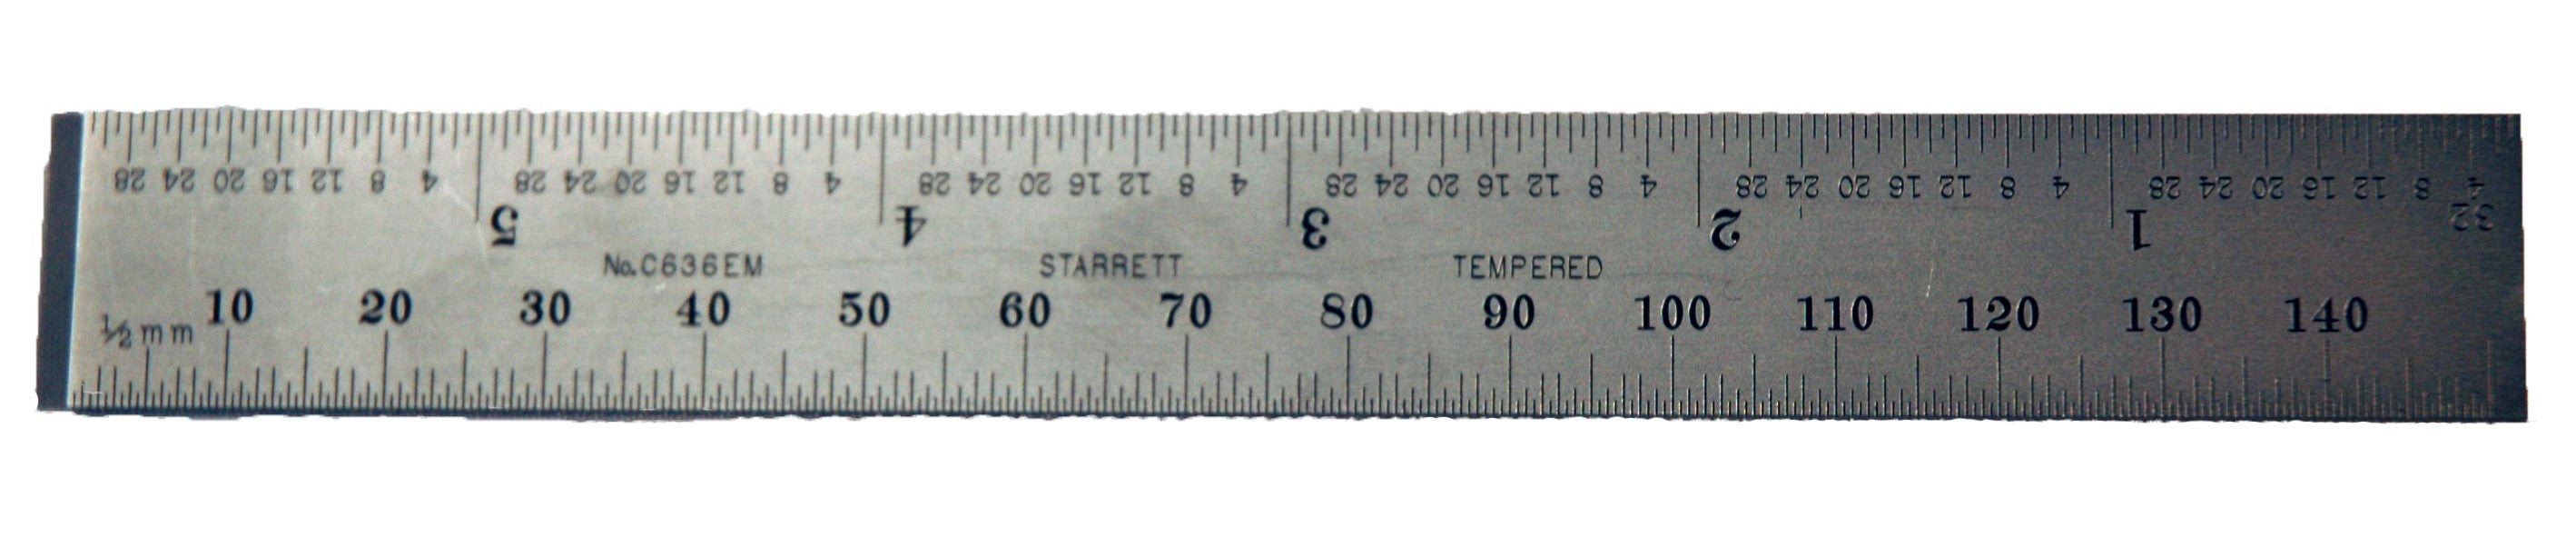 28 24 20 16 12 8 4 28 24 20 16 12 8 4 28 24 20 16 12 8 4 28 24 20 16 12 8 4 28 24 20 16 12 8 4 28 24 20 16 12 8 4
5 4 3 2 1 32
No.C636EM STARRETT TEMPERED
10 20 30 40 50 60 70 80 90 100 110 120 130 140
1/2 mm